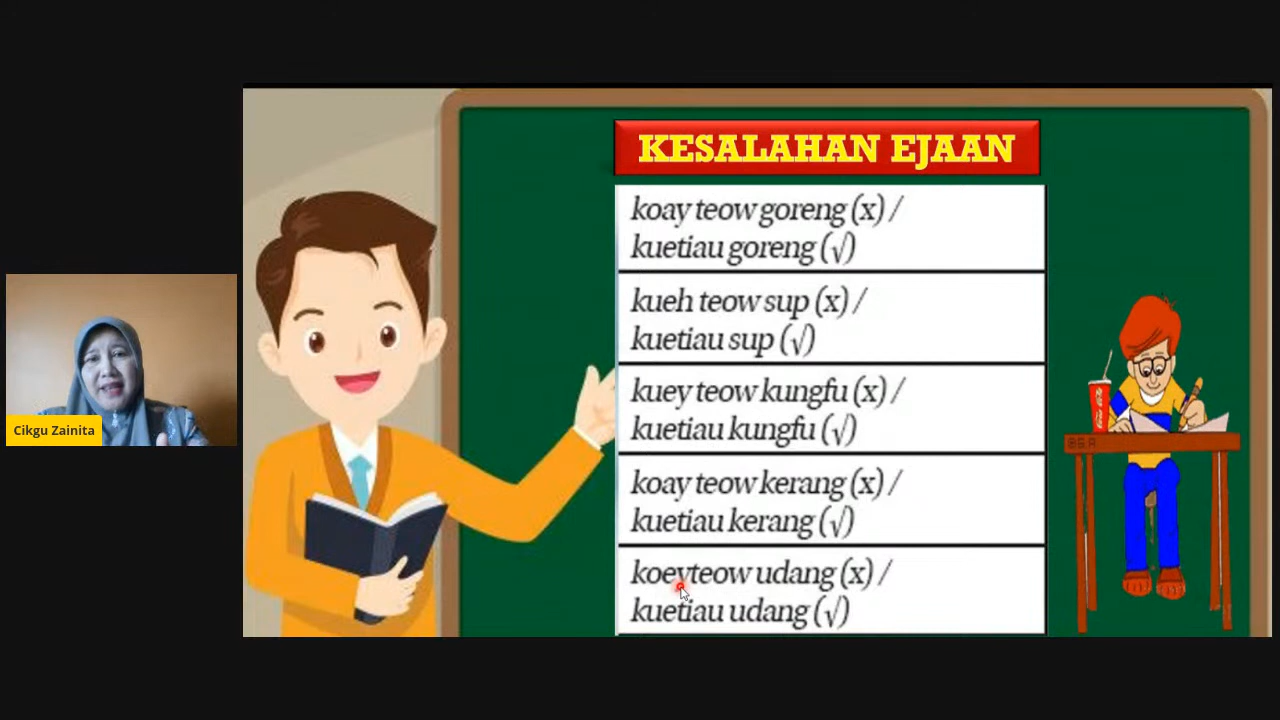 KESALAHAN EJAAN
koay teow goreng (x) /
kuetiau goreng (√)
kueh teow sup (x) /
kuetiau sup (√)
kuey teow kungfu (x) /
kuetiau kungfu (√)
koay teow kerang (x) /
kuetiau kerang (√)
koeyteow udang (x) /
kuetiau udang (√)
Cikgu Zainita